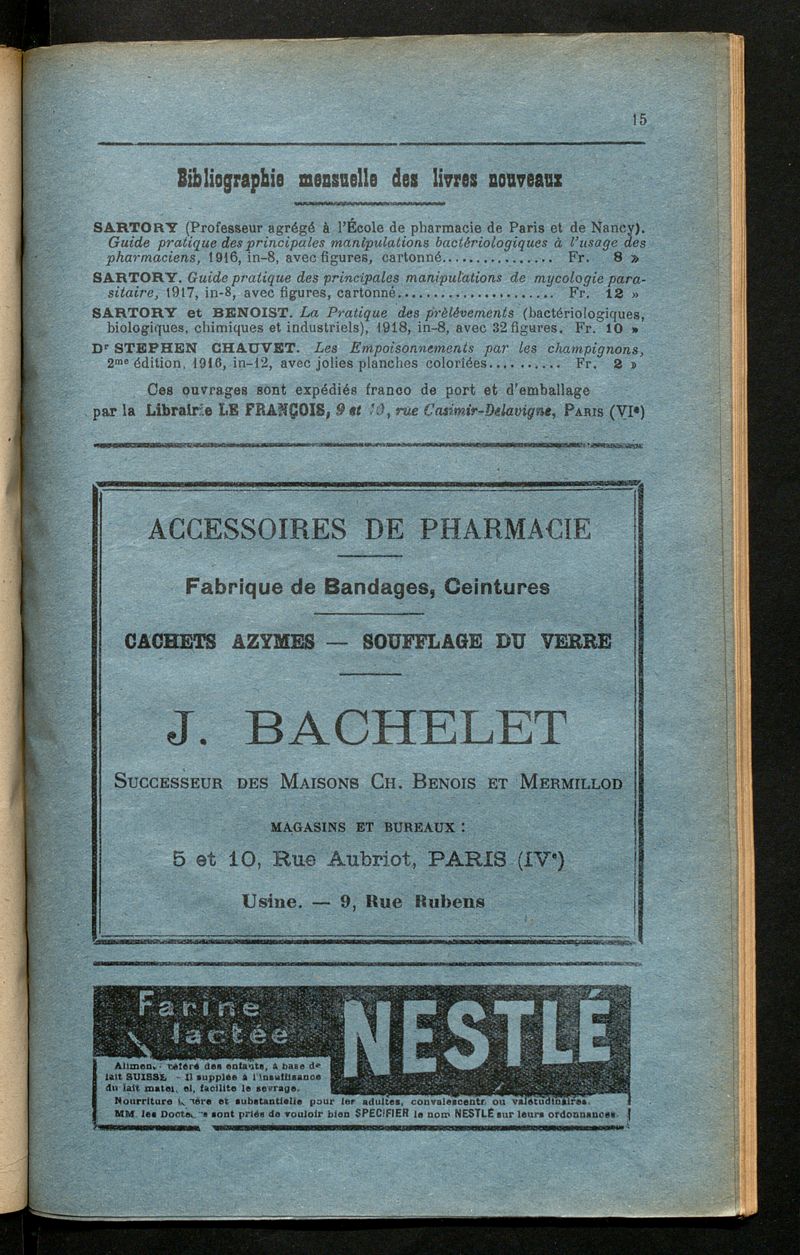 15
Bibliographie mensuelle des livres nouveaux
SARTORY (Professeur agrégé à l'École de pharmacie de Paris et de Nancy).
Guide pratique des principales manipulations bactériologiques à l'usage des
pharmaciens, 1916, in-8, avec figures, cartonné................ Fr. 8 »
SARTORY. Guide pratique des principales manipulations de mycologie para-
sitaire, 1917, in-8, avec figures, cartonné...................... Fr. 12 »
SARTORY et BENOIST. La Pratique des prèlévements (bactériologiques,
biologiques, chimiques et industriels), 1918, in-8, avec 32 figures. Fr. 10 »
Dr STEPHEN CHAUVET. Les Empoisonnements par les champignons,
2me édition, 1916, in-12, avec jolies planches coloriées.......... Fr. 2 »
Ces ouvrages sont expédiés franco de port et d'emballage
par la Librairie LE FRANÇOIS, 9 et 10, rue Casimir-Delavigne, PARIS (VIe)
ACCESSOIRES DE PHARMACIE
Fabrique de Bandages, Ceintures
CACHETS AZYMES — SOUFFLAGE DU VERRE
J. BACHELET
SUCCESSEUR DES MAISONS CH. BENOIS ET MERMILLOD
MAGASINS ET BUREAUX :
5 et 10, Rue Aubriot, PARIS (IVe)
Usine. — 9, Rue Rubens
Farine
lactée
NESTLÉ
des enfants, à base de
lait SUISSE - Il supplée à l'insuffisance
du lait facilite le sevrage.
Nourriture et substantielle pour les adultes, convalescents ou valétudinaires.
MM. les sont priés de vouloir bien SPÉCIFIER le nom NESTLÉ sur leurs ordonnances.